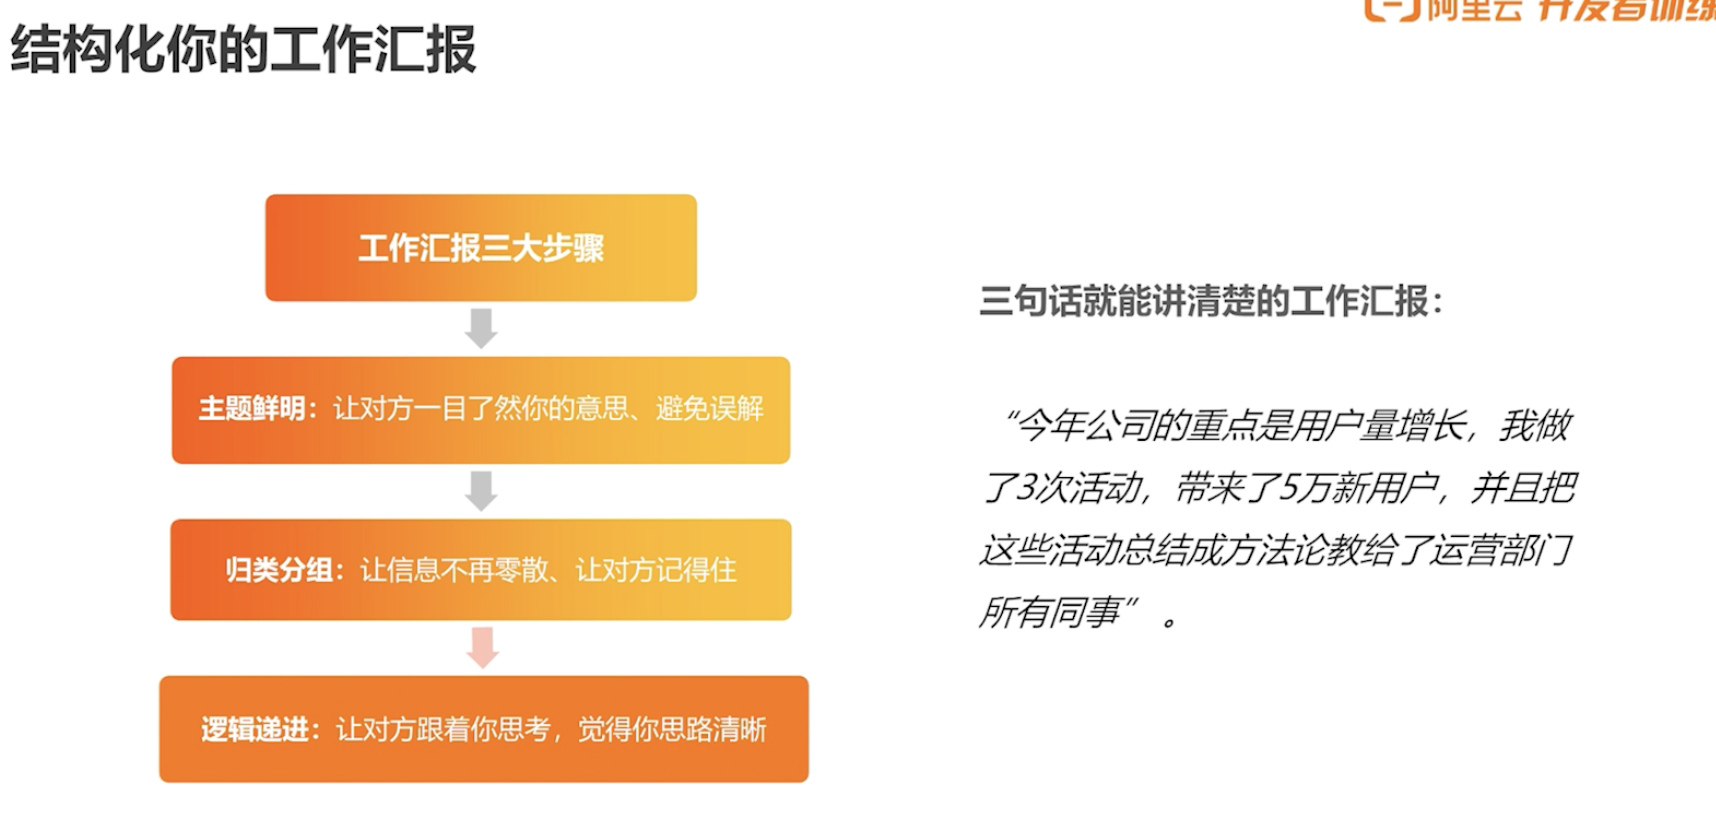 阿里云 开发者训练
结构化你的工作汇报
工作汇报三大步骤
主题鲜明：让对方一目了然你的意思、避免误解
归类分组：让信息不再零散、让对方记得住
逻辑递进：让对方跟着你思考，觉得你思路清晰
三句话就能讲清楚的工作汇报：
“今年公司的重点是用户量增长，我做
了3次活动，带来了5万新用户，并且把
这些活动总结成方法论教给了运营部门
所有同事”。